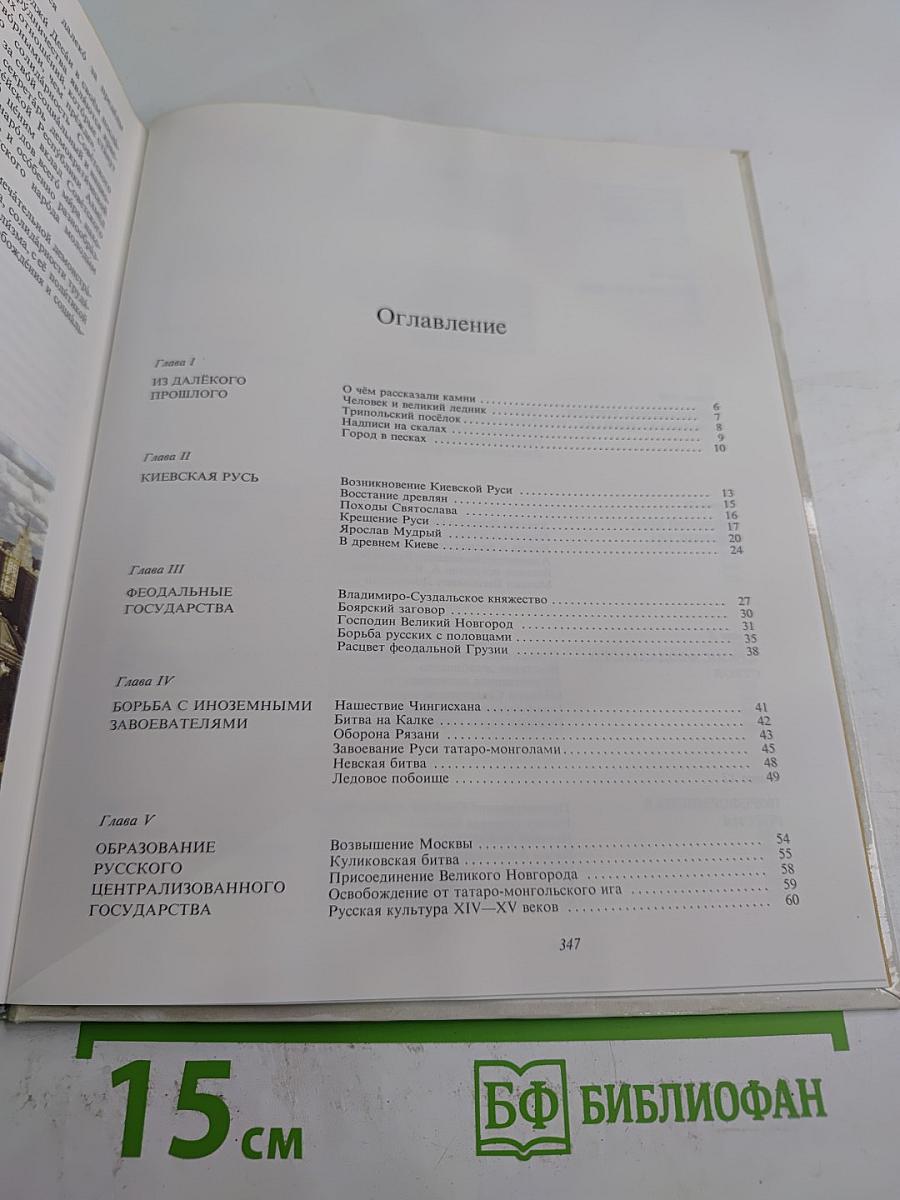 далеко за
Оглавление
Глава I
ИЗ ДАЛЁКОГО
ПРОШЛОГО
О чём рассказали камни 6
Человек и великий ледник 7
Трипольский посёлок 8
Надписи на скалах 9
Город в песках 10
Глава II
КИЕВСКАЯ РУСЬ
Возникновение Киевской Руси 13
Восстание древлян 15
Походы Святослава 16
Крещение Руси 17
Ярослав Мудрый 20
В древнем Киеве 24
Глава III
ФЕОДАЛЬНЫЕ
ГОСУДАРСТВА
Владимиро-Суздальское княжество 27
Боярский заговор 30
Господин Великий Новгород 31
Борьба русских с половцами 35
Расцвет феодальной Грузии 38
Глава IV
БОРЬБА С ИНОЗЕМНЫМИ
ЗАВОЕВАТЕЛЯМИ
Нашествие Чингисхана 41
Битва на Калке 42
Оборона Рязани 43
Завоевание Руси татаро-монголами 45
Невская битва 48
Ледовое побоище 49
Глава V
ОБРАЗОВАНИЕ
РУССКОГО
ЦЕНТРАЛИЗОВАННОГО
ГОСУДАРСТВА
Возвышение Москвы 54
Куликовская битва 55
Присоединение Великого Новгорода 58
Освобождение от татаро-монгольского ига 59
Русская культура XIV—XV веков 60
347
15 см
БФ БИБЛИОФАН